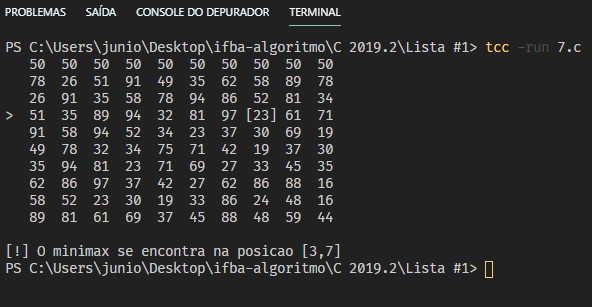 PROBLEMAS SAÍDA CONSOLE DO DEPURADOR TERMINAL
PS C:\Users\junio\Desktop\ifba-algoritmo\C 2019.2\Lista #1> tcc -run 7.c
50 50 50 50 50 50 50 50 50 50
78 26 51 91 49 35 62 58 89 78
26 91 35 58 78 94 86 52 81 34
> 51 35 89 94 32 81 97 [23] 61 71
91 58 94 52 34 23 37 30 69 19
49 78 32 34 75 71 42 19 37 30
35 94 81 23 71 69 27 33 45 35
62 86 97 37 42 27 62 86 88 16
58 52 23 30 19 33 86 24 48 16
89 81 61 69 37 45 88 48 59 44
[!] O minimax se encontra na posicao [3,7]
PS C:\Users\junio\Desktop\ifba-algoritmo\C 2019.2\Lista #1>